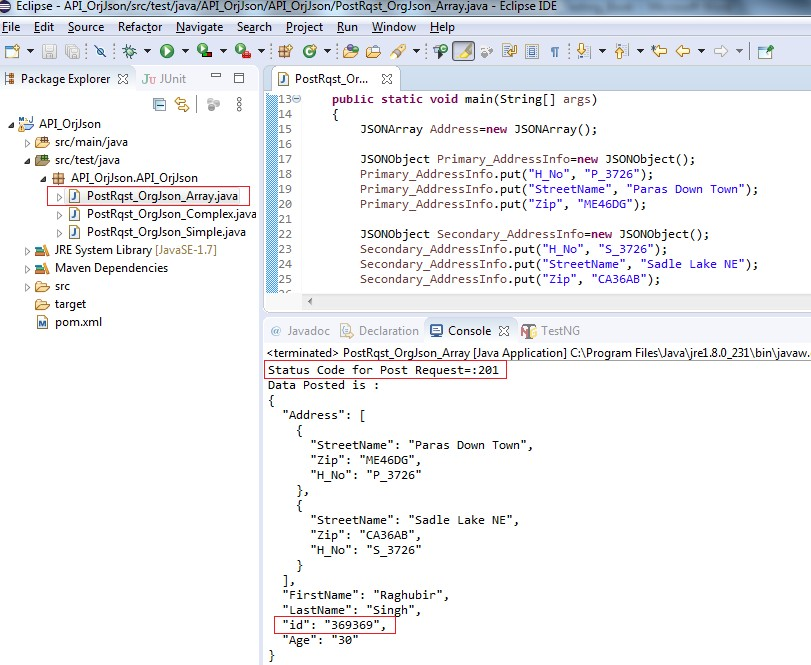 Eclipse - API_OrJson/src/test/java/API_OrJson/API_OrJson/PostRqst_OrgJson_Array.java - Eclipse IDE
File Edit Source Refactor Navigate Search Project Run Window Help
Package Explorer JUnit
API_OrJson
src/main/java
src/test/java
API_OrJson.API_OrJson
PostRqst_OrgJson_Array.java
PostRqst_OrgJson_Complex.java
PostRqst_OrgJson_Simple.java
JRE System Library [JavaSE-1.7]
Maven Dependencies
src
target
pom.xml
PostRqst_Or...
13 public static void main(String[] args)
14 {
15 JSONArray Address=new JSONArray();
16
17 JSONObject Primary_AddressInfo=new JSONObject();
18 Primary_AddressInfo.put("H_No", "P_3726");
19 Primary_AddressInfo.put("StreetName", "Paras Down Town");
20 Primary_AddressInfo.put("Zip", "ME46DG");
21
22 JSONObject Secondary_AddressInfo=new JSONObject();
23 Secondary_AddressInfo.put("H_No", "S_3726");
24 Secondary_AddressInfo.put("StreetName", "Sadle Lake NE");
25 Secondary_AddressInfo.put("Zip", "CA36AB");
Javadoc Declaration Console TestNG
<terminated> PostRqst_OrgJson_Array [Java Application] C:\Program Files\Java\jre1.8.0_231\bin\javaw.
Status Code for Post Request=:201
Data Posted is :
{
"Address": [
{
"StreetName": "Paras Down Town",
"Zip": "ME46DG",
"H_No": "P_3726"
},
{
"StreetName": "Sadle Lake NE",
"Zip": "CA36AB",
"H_No": "S_3726"
}
],
"FirstName": "Raghubir",
"LastName": "Singh",
"id": "369369",
"Age": "30"
}